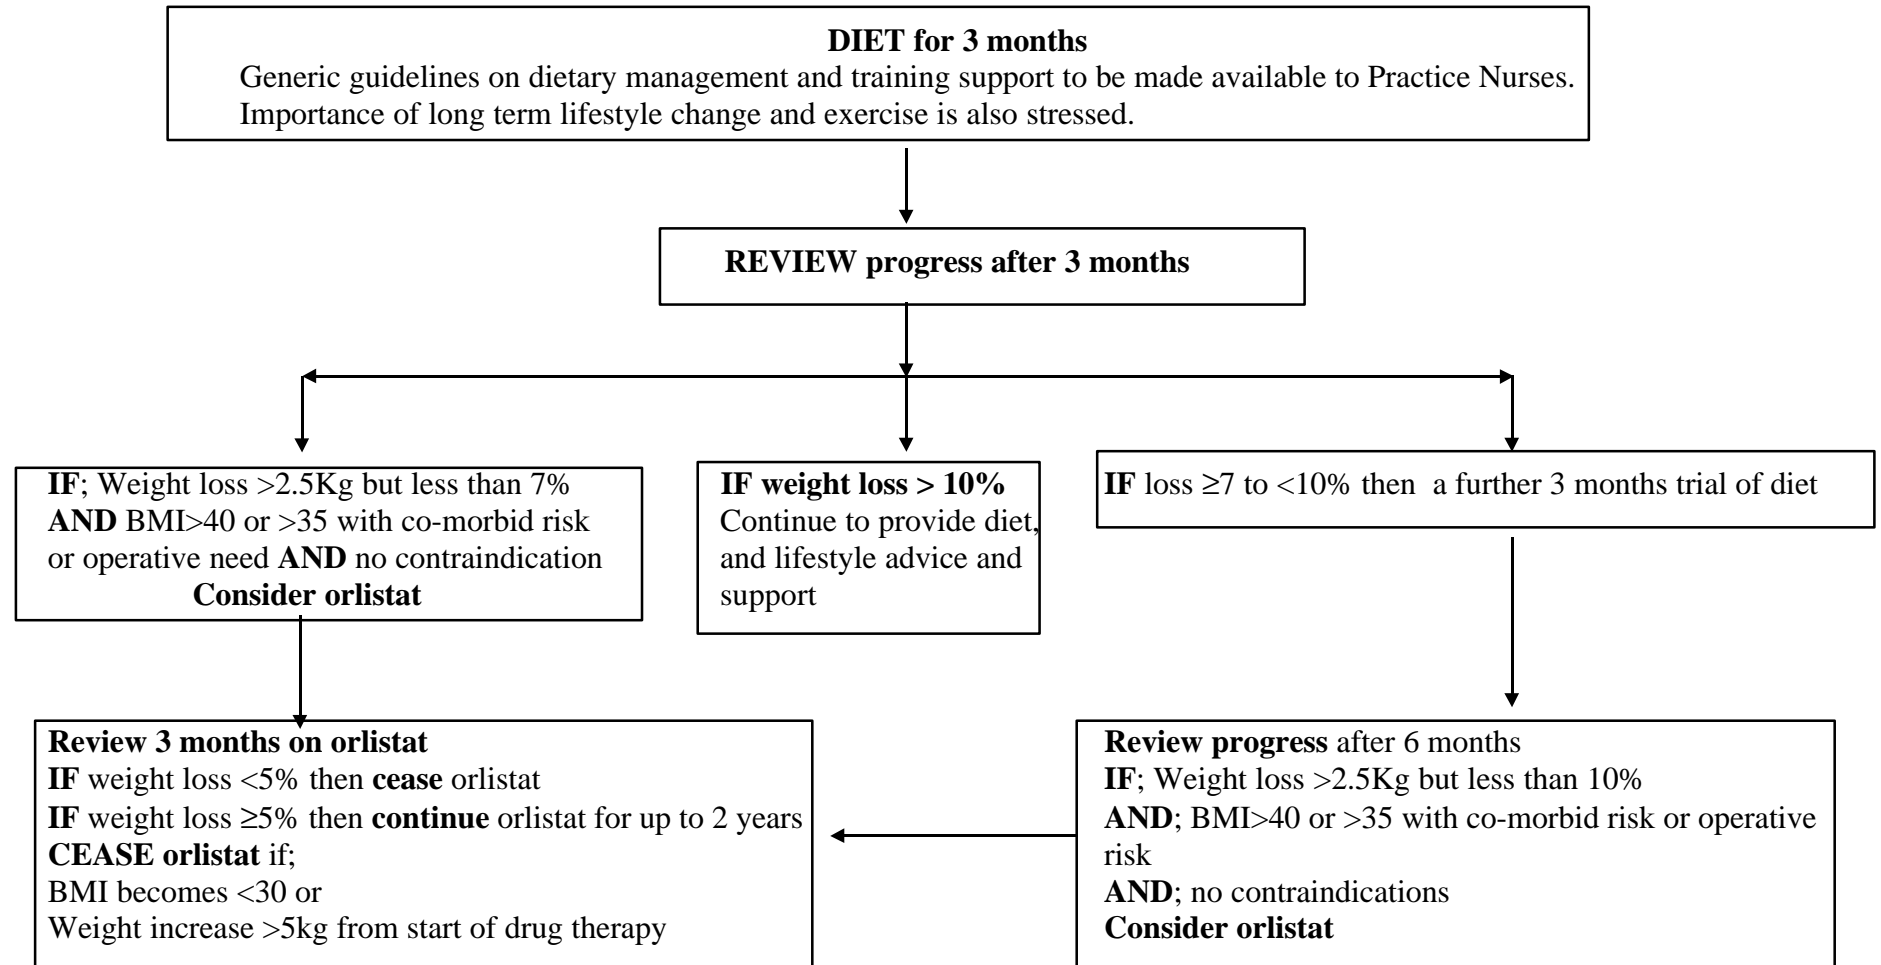 DIET for 3 months
Generic guidelines on dietary management and training support to be made available to Practice Nurses.
Importance of long term lifestyle change and exercise is also stressed.
REVIEW progress after 3 months
IF; Weight loss >2.5Kg but less than 7%
AND BMI>40 or >35 with co-morbid risk
or operative need AND no contraindication
Consider orlistat
IF weight loss > 10%
Continue to provide diet,
and lifestyle advice and
support
IF loss ≥7 to <10% then a further 3 months trial of diet
Review 3 months on orlistat
IF weight loss <5% then cease orlistat
IF weight loss ≥5% then continue orlistat for up to 2 years
CEASE orlistat if;
BMI becomes <30 or
Weight increase >5kg from start of drug therapy
Review progress after 6 months
IF; Weight loss >2.5Kg but less than 10%
AND; BMI>40 or >35 with co-morbid risk or operative
risk
AND; no contraindications
Consider orlistat